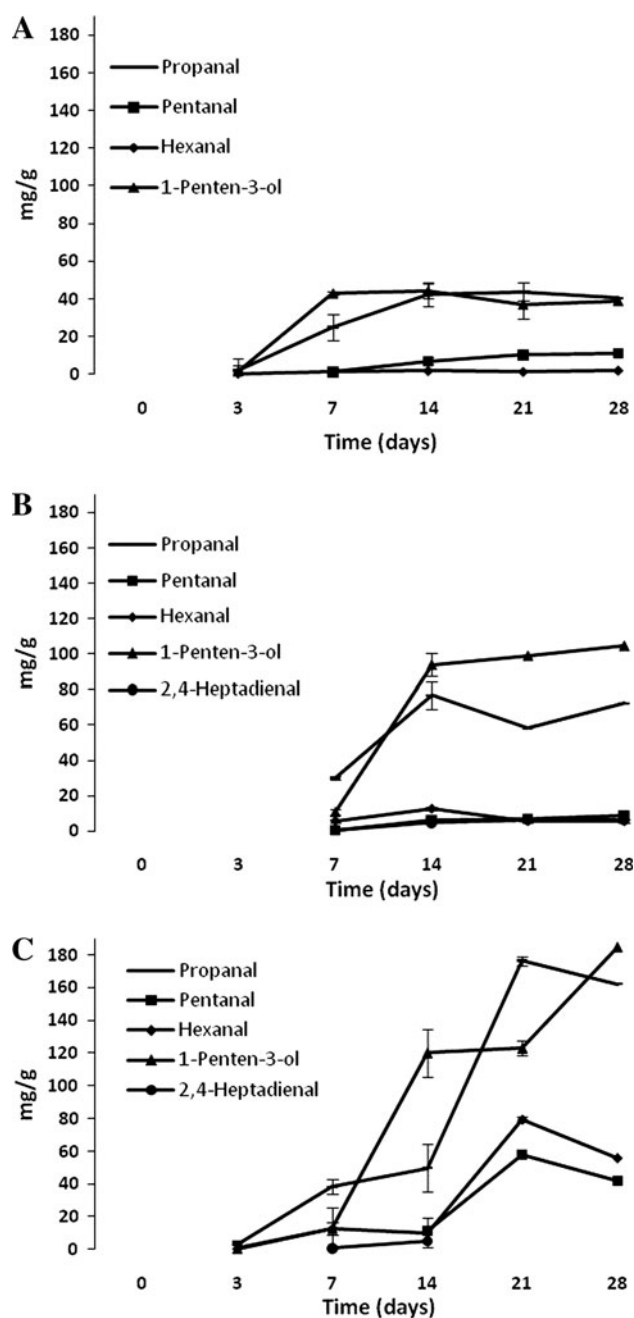 A
180
160
140
120
100
80
60
40
20
0
mg/g
Propanal
Pentanal
Hexanal
1-Penten-3-ol
0 3 7 14 21 28
Time (days)
B
180
160
140
120
100
80
60
40
20
0
mg/g
Propanal
Pentanal
Hexanal
1-Penten-3-ol
2,4-Heptadienal
0 3 7 14 21 28
Time (days)
C
180
160
140
120
100
80
60
40
20
0
mg/g
Propanal
Pentanal
Hexanal
1-Penten-3-ol
2,4-Heptadienal
0 3 7 14 21 28
Time (days)